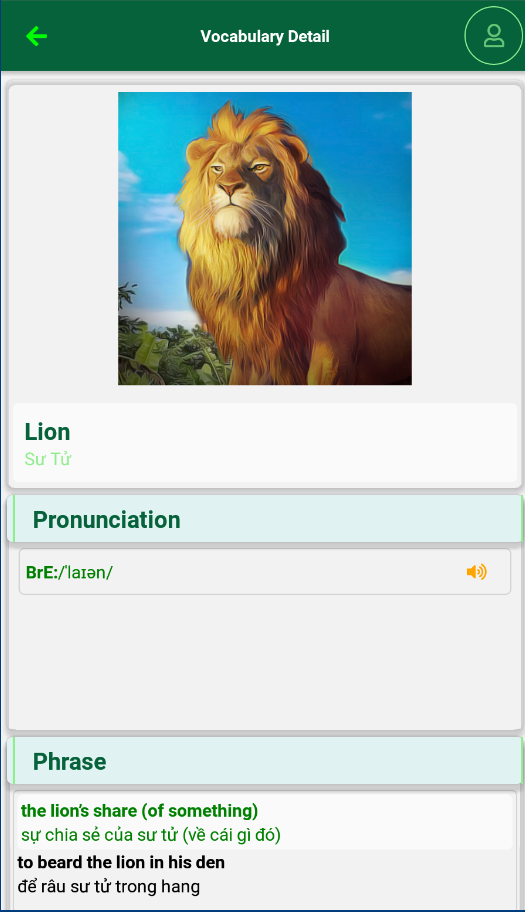 Vocabulary Detail
Lion
Sư Tử
Pronunciation
BrE:/ˈlaɪən/
Phrase
the lion’s share (of something)
sự chia sẻ của sư tử (về cái gì đó)
to beard the lion in his den
để râu sư tử trong hang